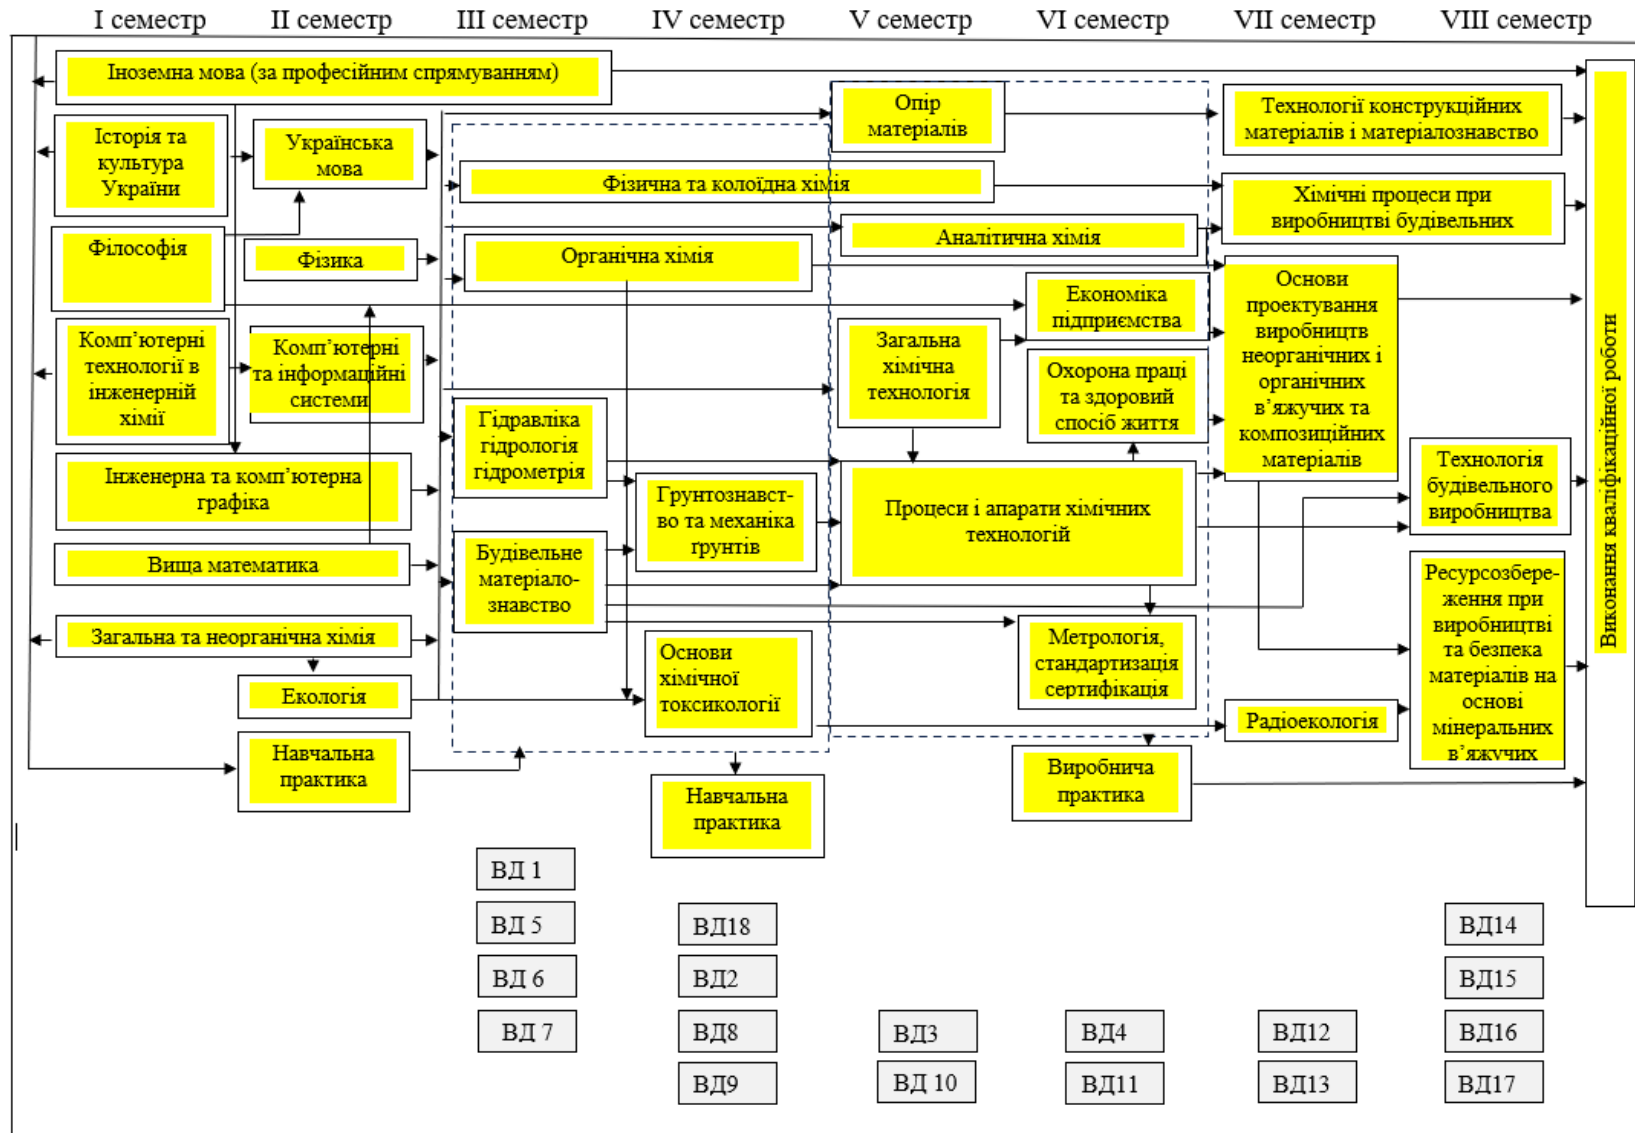 I семестр
II семестр
III семестр
IV семестр
V семестр
VI семестр
VII семестр
VIII семестр
Іноземна мова (за професійним спрямуванням)
Історія та
культура
України
Філософія
Комп’ютерні
технології в
інженерній
хімії
Інженерна та комп’ютерна
графіка
Вища математика
Загальна та неорганічна хімія
Українська
мова
Фізика
Комп’ютерні
та інформаційні
системи
Екологія
Навчальна
практика
Фізична та колоїдна хімія
Органічна хімія
Гідравліка
гідрологія
гідрометрія
Будівельне
матеріало-
знавство
Грунтознавст-
во та механіка
ґрунтів
Основи
хімічної
токсикології
Навчальна
практика
Опір
матеріалів
Аналітична хімія
Загальна
хімічна
технологія
Процеси і апарати хімічних
технологій
Економіка
підприємства
Охорона праці
та здоровий
спосіб життя
Метрологія,
стандартизація
сертифікація
Виробнича
практика
Технології конструкційних
матеріалів і матеріалознавство
Хімічні процеси при
виробництві будівельних
Основи
проектування
виробництв
неорганічних і
органічних
в’яжучих та
композиційних
матеріалів
Радіоекологія
Технологія
будівельного
виробництва
Ресурсозбере-
ження при
виробництві
та безпека
матеріалів на
основі
мінеральних
в’яжучих
Виконання кваліфікаційної роботи
ВД 1
ВД 5
ВД 6
ВД 7
ВД18
ВД2
ВД8
ВД9
ВД3
ВД 10
ВД4
ВД11
ВД12
ВД13
ВД14
ВД15
ВД16
ВД17